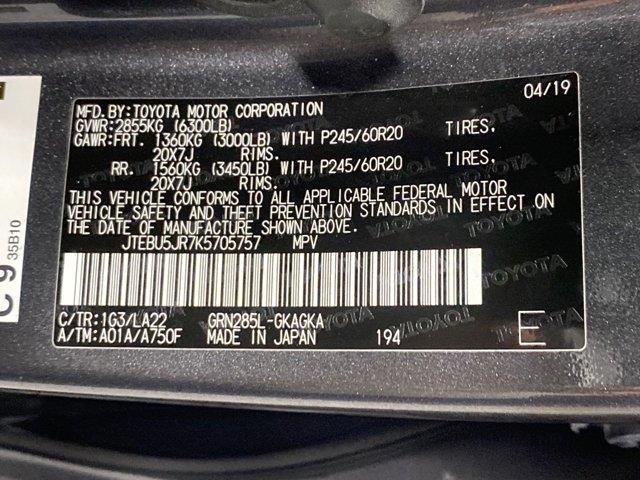 MFD.BY:TOYOTA MOTOR CORPORATION 04/19
GVWR:2855KG (6300LB)
GAWR:FRT. 1360KG (3000LB) WITH P245/60R20 TIRES,
20X7J RIMS,
RR. 1560KG (3450LB) WITH P245/60R20 TIRES,
20X7J RIMS,
THIS VEHICLE CONFORMS TO ALL APPLICABLE FEDERAL MOTOR
VEHICLE SAFETY AND THEFT PREVENTION STANDARDS IN EFFECT ON
THE DATE OF MANUFACTURE SHOWN ABOVE.
JTEBU5JR7K5705757 MPV
C/TR:1G3/LA22 GRN285L-GKAGKA
A/TM:A01A/A750F MADE IN JAPAN 194 E
C 9
35B10
TOYOTA